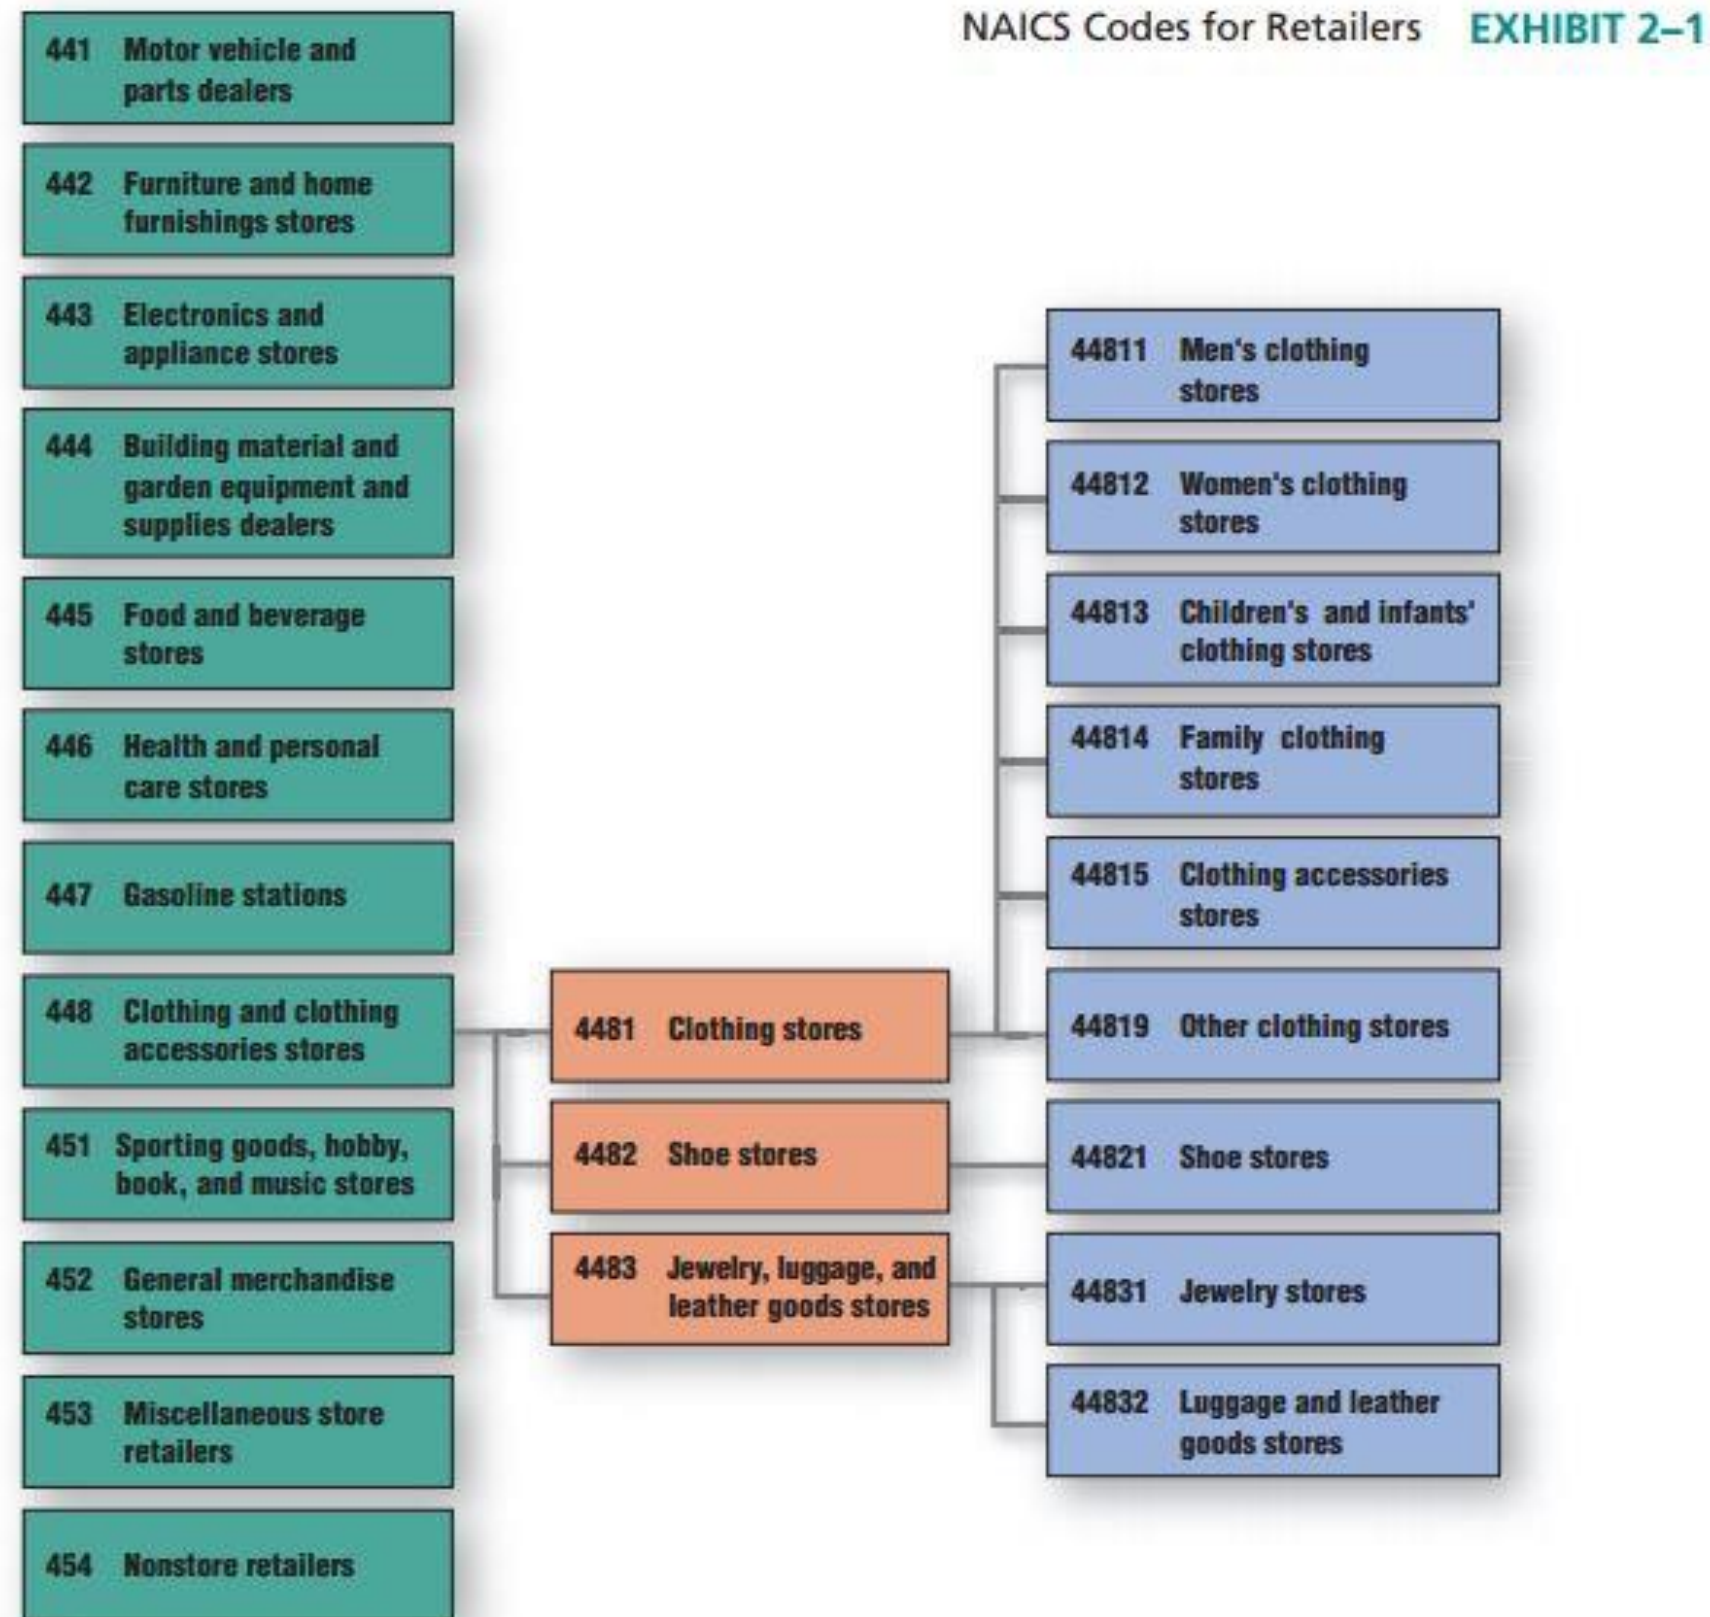 NAICS Codes for Retailers EXHIBIT 2–1
441 Motor vehicle and
parts dealers
442 Furniture and home
furnishings stores
443 Electronics and
appliance stores
444 Building material and
garden equipment and
supplies dealers
445 Food and beverage
stores
446 Health and personal
care stores
447 Gasoline stations
448 Clothing and clothing
accessories stores
451 Sporting goods, hobby,
book, and music stores
452 General merchandise
stores
453 Miscellaneous store
retailers
454 Nonstore retailers
4481 Clothing stores
4482 Shoe stores
4483 Jewelry, luggage, and
leather goods stores
44811 Men's clothing
stores
44812 Women's clothing
stores
44813 Children's and infants'
clothing stores
44814 Family clothing
stores
44815 Clothing accessories
stores
44819 Other clothing stores
44821 Shoe stores
44831 Jewelry stores
44832 Luggage and leather
goods stores